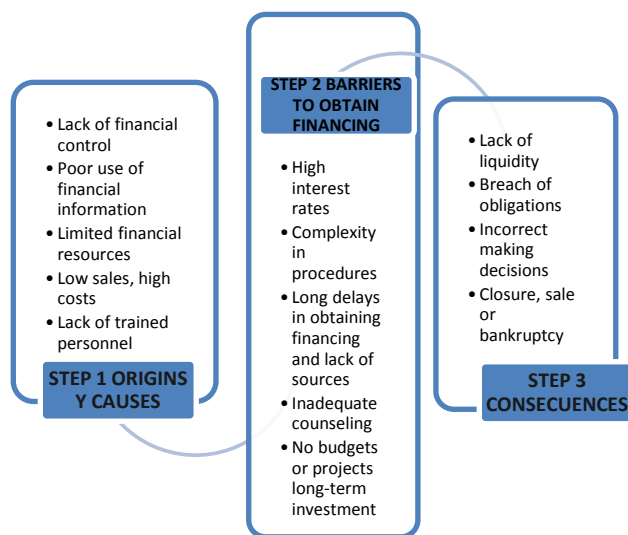 • Lack of financial
control
• Poor use of
financial
information
• Limited financial
resources
• Low sales, high
costs
• Lack of trained
personnel
STEP 1 ORIGINS
Y CAUSES
STEP 2 BARRIERS
TO OBTAIN
FINANCING
• High
interest
rates
• Complexity
in
procedures
• Long delays
in obtaining
financing
and lack of
sources
• Inadequate
counseling
• No budgets
or projects
long-term
investment
• Lack of
liquidity
• Breach of
obligations
• Incorrect
making
decisions
• Closure, sale
or
bankruptcy
STEP 3
CONSECUENCES